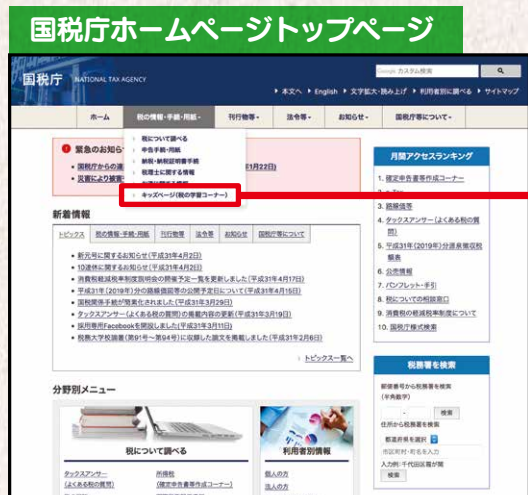 国税庁ホームページトップページ
国税庁 NATIONAL TAX AGENCY
Google カスタム検索
本文へ English 文字拡大・読み上げ 利用者別に調べる サイトマップ
ホーム 税の情報・手続・用紙 刊行物等 法令等 お知らせ 国税庁等について
税について調べる
申告手続・用紙
納税・納税証明書手続
税理士に関する情報
キッズページ(税の学習コーナー)
緊急のお知ら
国税庁からの
災害により被害
年1月22日)
新着情報
トピックス 税の情報・手続・用紙 刊行物等 法令等 お知らせ 国税庁等について
新元号に関するお知らせ(平成31年4月2日)
10連休に関するお知らせ(平成31年4月2日)
消費税軽減税率制度説明会の開催予定一覧を更新しました(平成31年4月17日)
平成31年(2019年)分の路線価図等の公開予定日について(平成31年4月15日)
国税関係手続が簡素化されました(平成31年3月29日)
タックスアンサー(よくある税の質問)の掲載内容の更新(平成31年3月19日)
採用専用Facebookを開設しました(平成31年3月11日)
税務大学校論叢(第91号〜第94号)に収録した論文を掲載しました(平成31年2月6日)
トピックス一覧へ
月間アクセスランキング
1. 確定申告書等作成コーナー
3. 路線価等
4. タックスアンサー(よくある税の質問)
5. 平成31年(2019年)分源泉徴収税額表
6. 公売情報
7. パンフレット・手引
8. 税についての相談窓口
9. 消費税の軽減税率制度について
10. 国税庁様式検索
税務署を検索
郵便番号から税務署を検索
(半角数字)
- 検索
住所から税務署を検索
都道府県を選択
市区町村・町名を入力
入力例:千代田区霞が関
検索
分野別メニュー
税について調べる
利用者別情報
タックスアンサー
(よくある税の質問)
所得税
(確定申告書等作成コーナー)
個人の方
法人の方